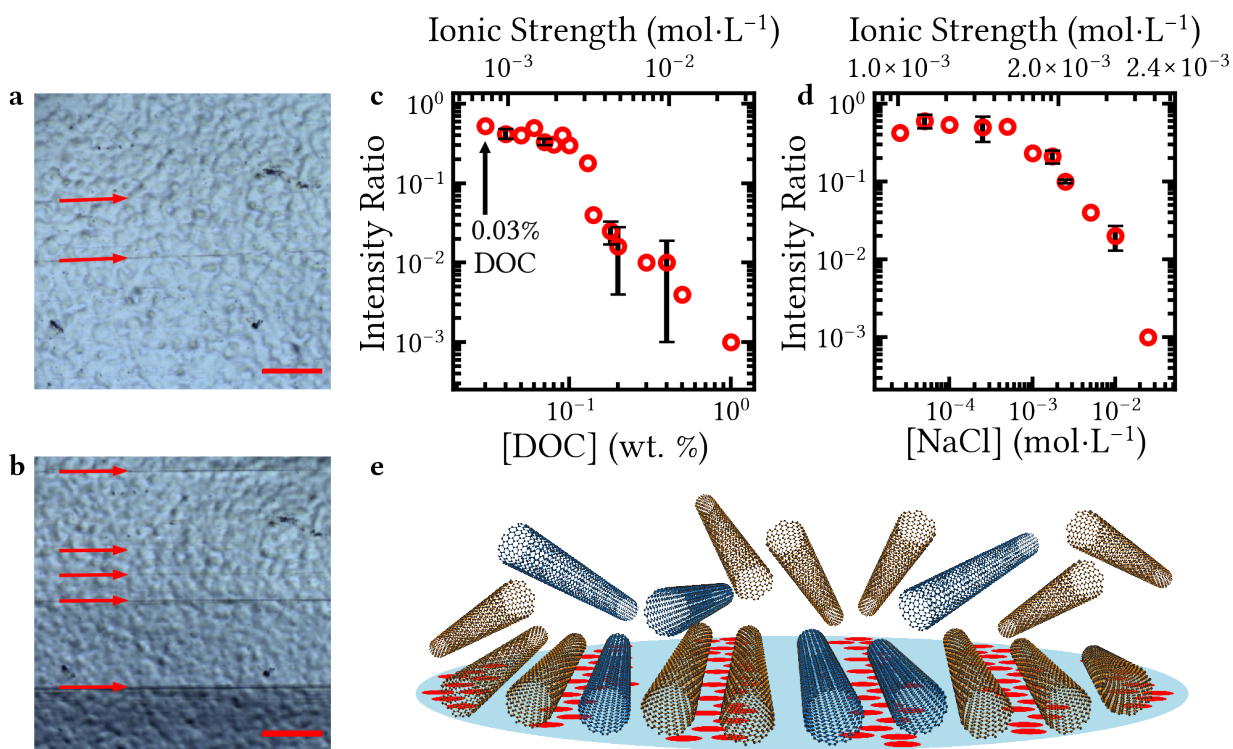 a
b
c
Ionic Strength (mol·L⁻¹)
10⁻³ 10⁻²
10⁰
10⁻¹
10⁻²
10⁻³
Intensity Ratio
0.03%
DOC
10⁻¹ 10⁰
[DOC] (wt. %)
d
Ionic Strength (mol·L⁻¹)
1.0×10⁻³ 2.0×10⁻³ 2.4×10⁻³
10⁰
10⁻¹
10⁻²
10⁻³
Intensity Ratio
10⁻⁴ 10⁻³ 10⁻²
[NaCl] (mol·L⁻¹)
e